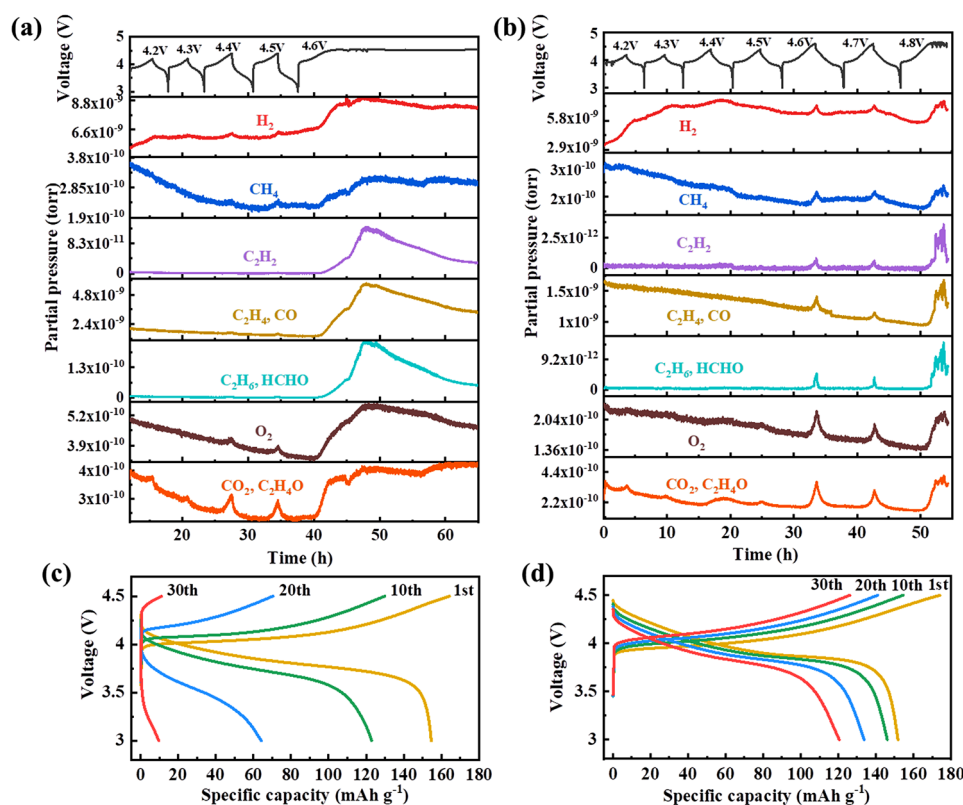 (a)
Voltage (V)
5
4
3
4.2V 4.3V 4.4V 4.5V 4.6V
Partial pressure (torr)
8.8x10⁻⁹
6.6x10⁻⁹
H₂
3.8x10⁻¹⁰
2.85x10⁻¹⁰
1.9x10⁻¹⁰
CH₄
8.3x10⁻¹¹
0
C₂H₂
4.8x10⁻⁹
2.4x10⁻⁹
C₂H₄, CO
1.3x10⁻¹⁰
0
C₂H₆, HCHO
5.2x10⁻¹⁰
3.9x10⁻¹⁰
O₂
4x10⁻¹⁰
3x10⁻¹⁰
CO₂, C₂H₄O
20 30 40 50 60
Time (h)
(b)
Voltage (V)
5
4
3
4.2V 4.3V 4.4V 4.5V 4.6V 4.7V 4.8V
Partial pressure (torr)
5.8x10⁻⁹
2.9x10⁻⁹
H₂
3x10⁻¹⁰
2x10⁻¹⁰
CH₄
2.5x10⁻¹²
0
C₂H₂
1.5x10⁻⁹
1x10⁻⁹
C₂H₄, CO
9.2x10⁻¹²
0
C₂H₆, HCHO
2.04x10⁻¹⁰
1.36x10⁻¹⁰
O₂
4.4x10⁻¹⁰
2.2x10⁻¹⁰
CO₂, C₂H₄O
0 10 20 30 40 50
Time (h)
(c)
Voltage (V)
4.5
4.0
3.5
3
30th 20th 10th 1st
0 20 40 60 80 100 120 140 160 180
Specific capacity (mAh g⁻¹)
(d)
Voltage (V)
4.5
4
3.5
3
30th 20th 10th 1st
0 20 40 60 80 100 120 140 160 180
Specific capacity (mAh g⁻¹)